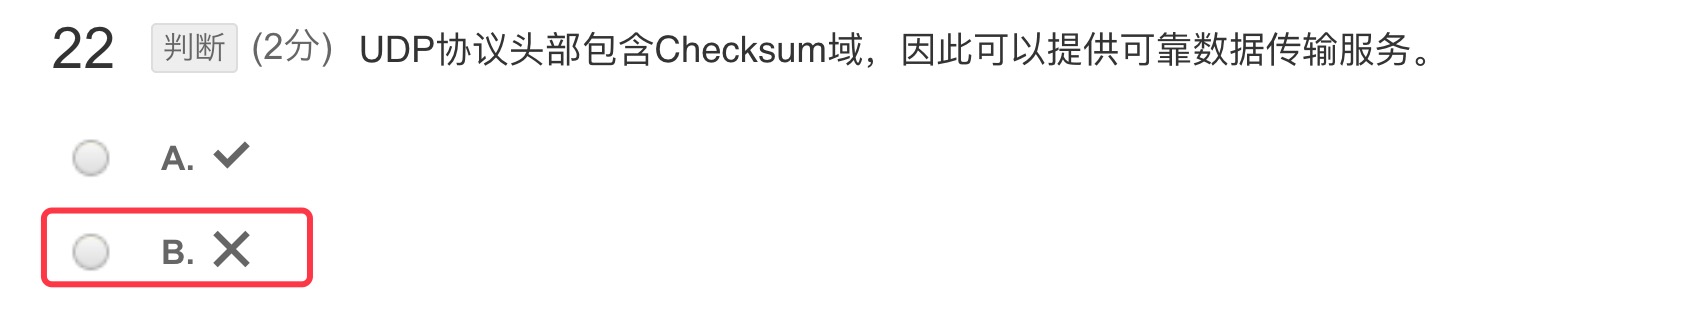 22 判断 (2分) UDP协议头部包含Checksum域，因此可以提供可靠数据传输服务。
A. ✔
B. ✕